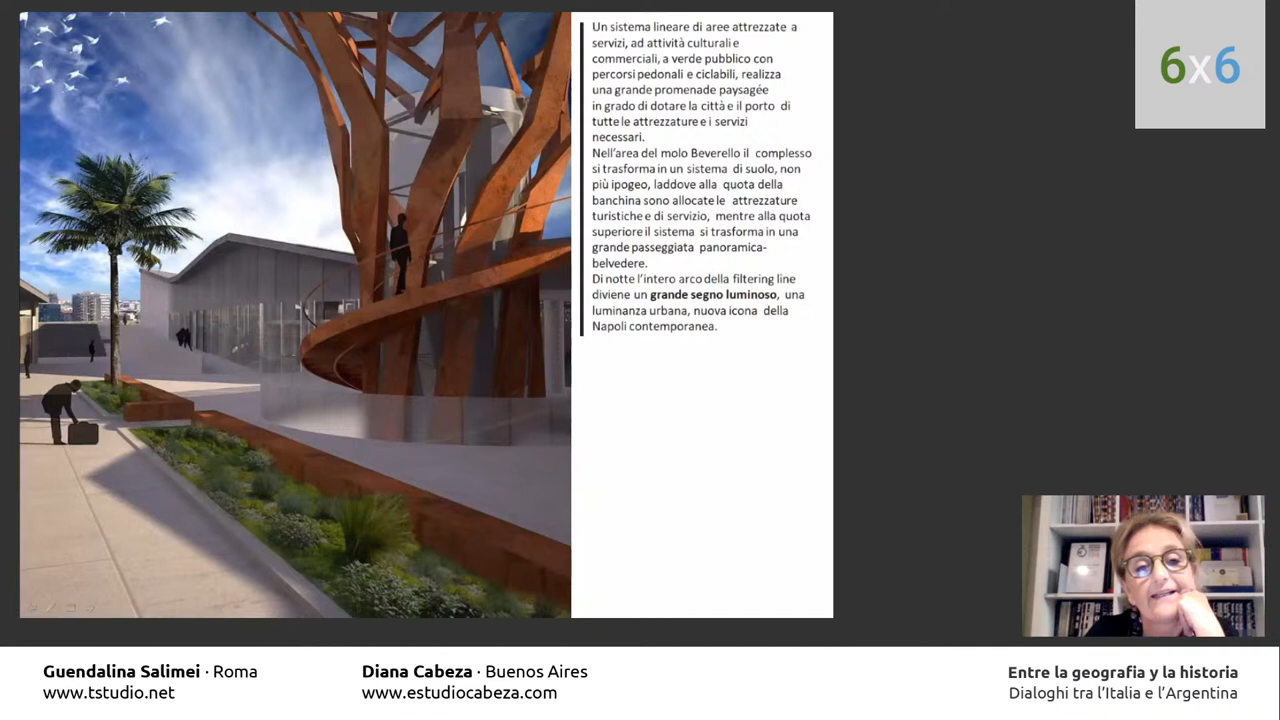 Un sistema lineare di aree attrezzate a
servizi, ad attività culturali e
commerciali, a verde pubblico con
percorsi pedonali e ciclabili, realizza
una grande promenade paysagée
in grado di dotare la città e il porto di
tutte le attrezzature e i servizi
necessari.
Nell'area del molo Beverello il complesso
si trasforma in un sistema di suolo, non
più ipogeo, laddove alla quota della
banchina sono allocate le attrezzature
turistiche e di servizio, mentre alla quota
superiore il sistema si trasforma in una
grande passeggiata panoramica-
belvedere.
Di notte l'intero arco della filtering line
diviene un grande segno luminoso, una
luminanza urbana, nuova icona della
Napoli contemporanea.
6x6
Guendalina Salimei · Roma
www.tstudio.net
Diana Cabeza · Buenos Aires
www.estudiocabeza.com
Entre la geografia y la historia
Dialoghi tra l'Italia e l'Argentina